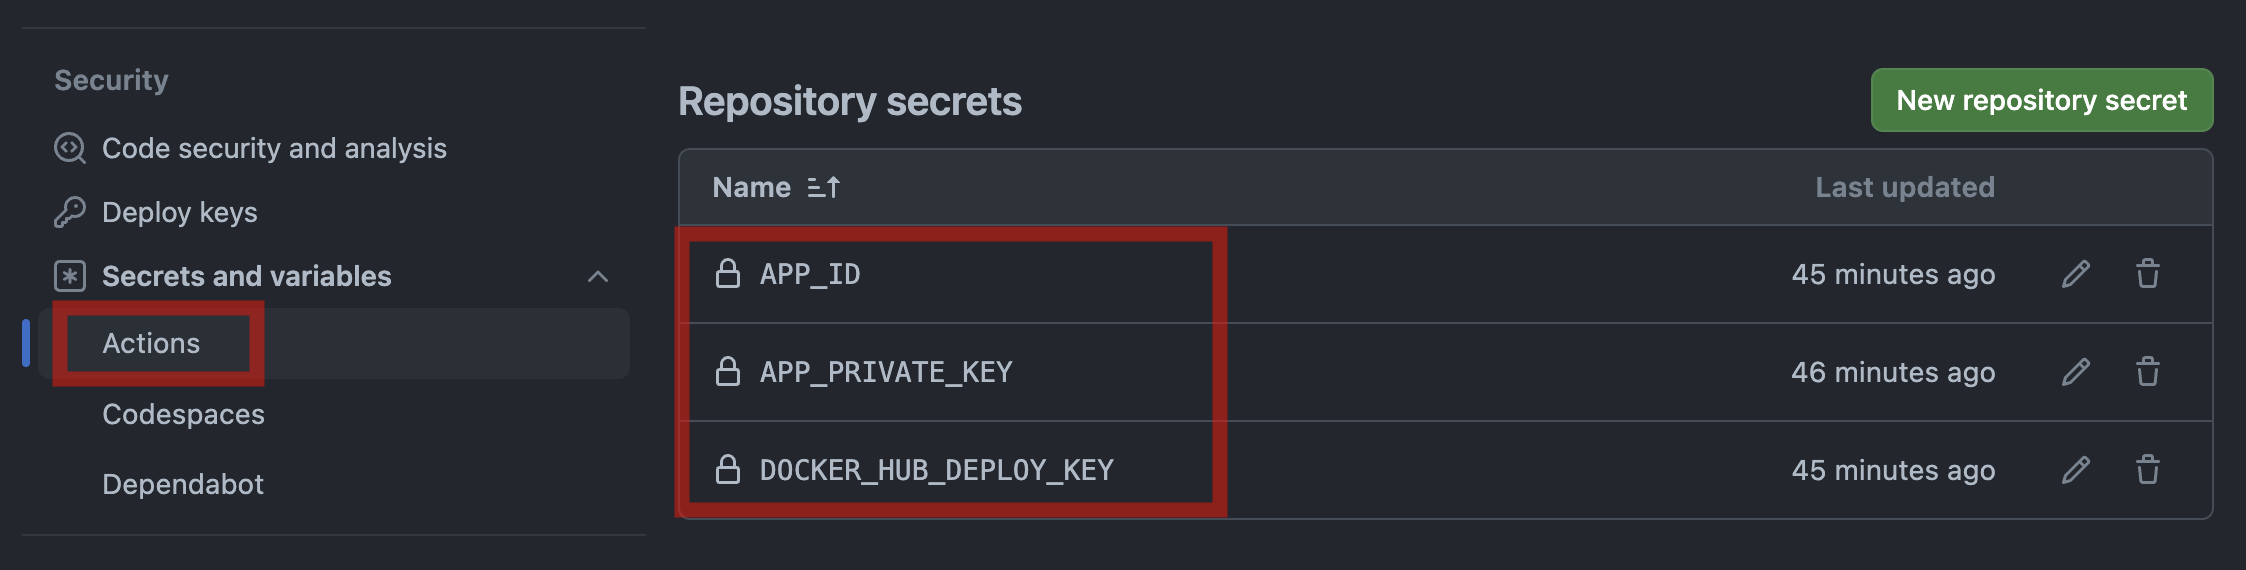 Security
Code security and analysis
Deploy keys
Secrets and variables
Actions
Codespaces
Dependabot
Repository secrets
New repository secret
Name Last updated
APP_ID 45 minutes ago
APP_PRIVATE_KEY 46 minutes ago
DOCKER_HUB_DEPLOY_KEY 45 minutes ago